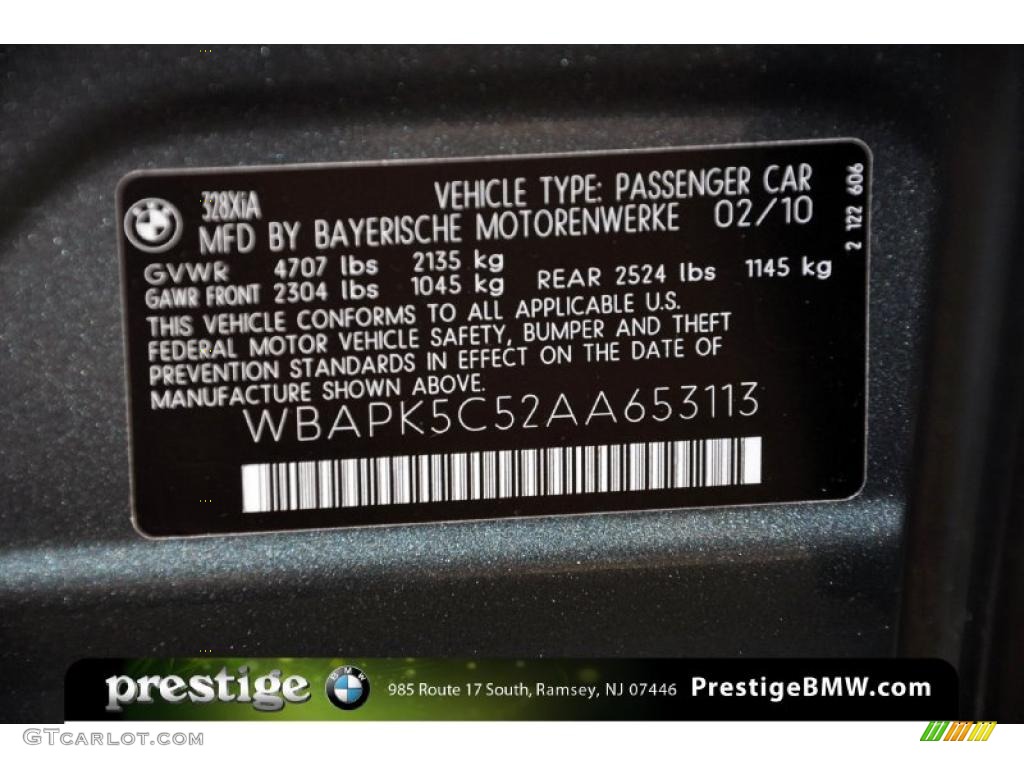 328XiA VEHICLE TYPE: PASSENGER CAR
MFD BY BAYERISCHE MOTORENWERKE 02/10
GVWR 4707 lbs 2135 kg
GAWR FRONT 2304 lbs 1045 kg REAR 2524 lbs 1145 kg
THIS VEHICLE CONFORMS TO ALL APPLICABLE U.S.
FEDERAL MOTOR VEHICLE SAFETY, BUMPER AND THEFT
PREVENTION STANDARDS IN EFFECT ON THE DATE OF
MANUFACTURE SHOWN ABOVE.
WBAPK5C52AA653113
2 122 606
prestige BMW 985 Route 17 South, Ramsey, NJ 07446 PrestigeBMW.com
GTcarlot.com